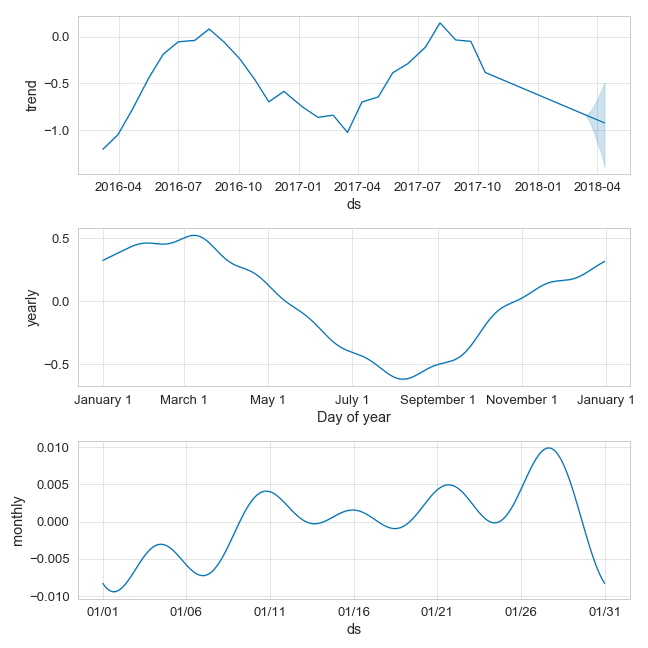 0.0
−0.5
−1.0
trend
2016-04 2016-07 2016-10 2017-01 2017-04 2017-07 2017-10 2018-01 2018-04
ds
0.5
0.0
−0.5
yearly
January 1 March 1 May 1 July 1 September 1 November 1 January 1
Day of year
0.010
0.005
0.000
−0.005
−0.010
monthly
01/01 01/06 01/11 01/16 01/21 01/26 01/31
ds